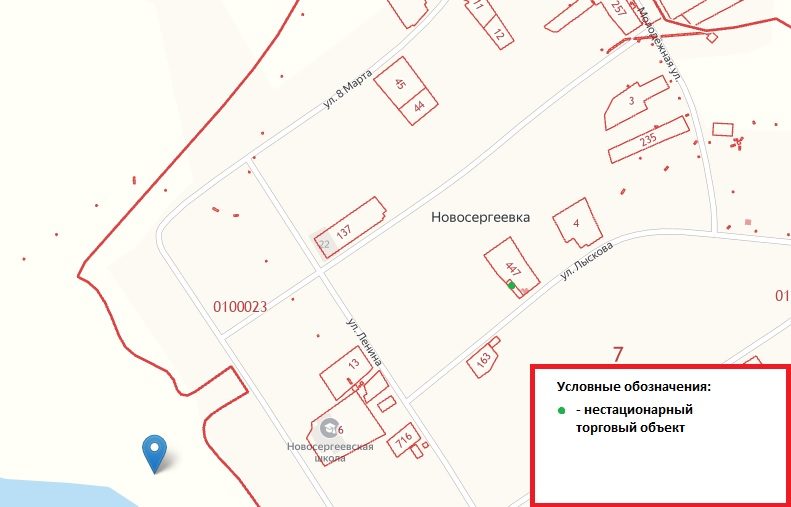 257
Молодёжная ул.
11
12
ул. 8 Марта
45
44
3
235
137
22
Новосергеевка
4
447
ул. Лыскова
0100023
01
ул. Ленина
7
163
13
6
Новосергеевская
школа
716
Условные обозначения:
- нестационарный
торговый объект